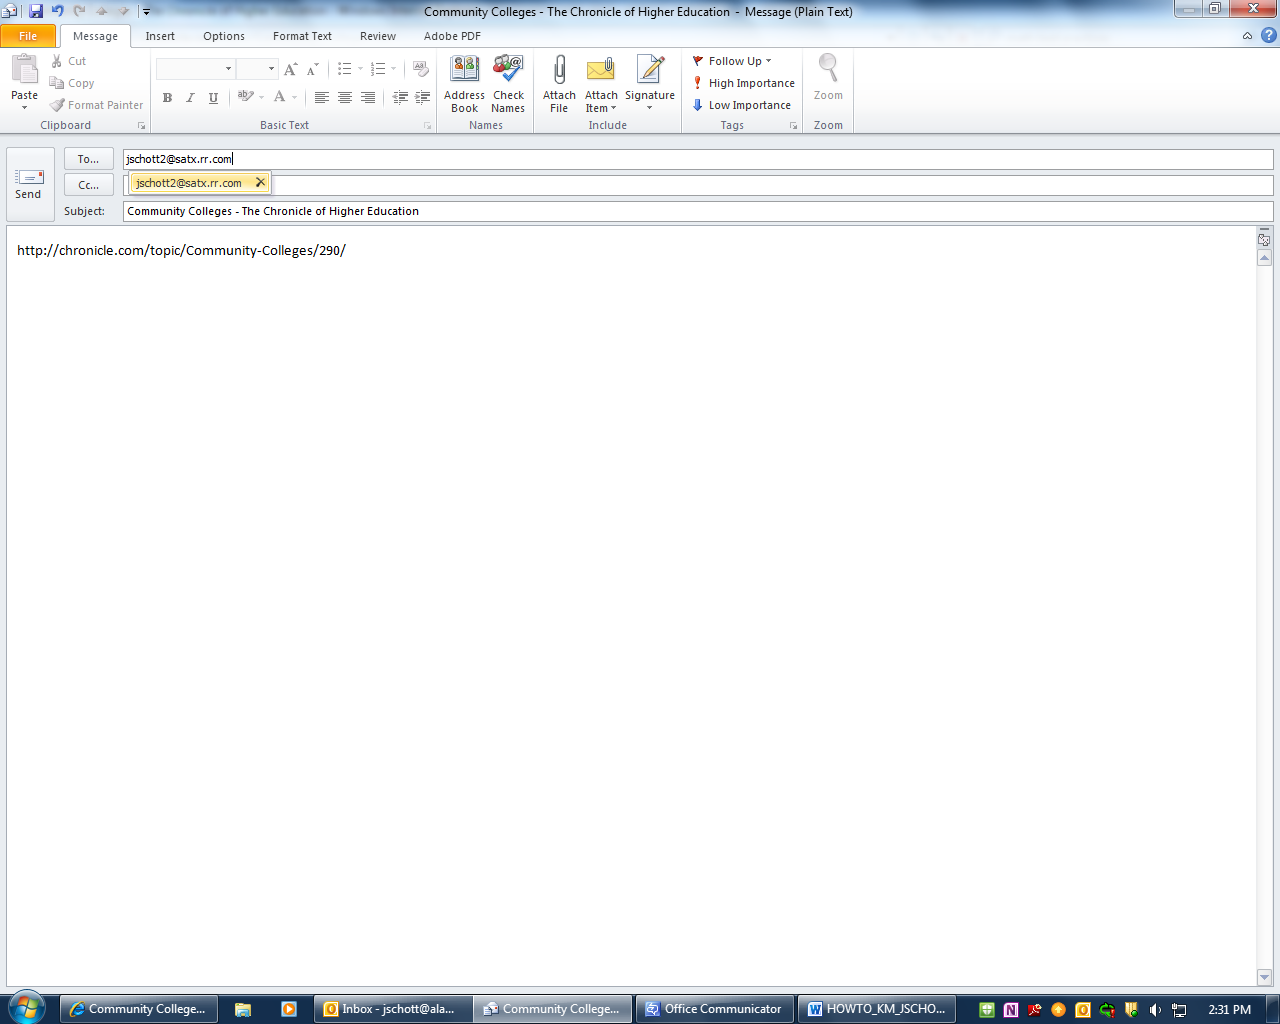 Community Colleges - The Chronicle of Higher Education - Message (Plain Text)
File Message Insert Options Format Text Review Adobe PDF
Paste
Cut
Copy
Format Painter
Clipboard
B I U ab A
Basic Text
Address Book
Check Names
Names
Attach File
Attach Item
Signature
Include
Follow Up
High Importance
Low Importance
Tags
Zoom
Zoom
Send
To... jschott2@satx.rr.com
Cc... jschott2@satx.rr.com
Subject: Community Colleges - The Chronicle of Higher Education
http://chronicle.com/topic/Community-Colleges/290/
Community College... Inbox - jschott@ala... Community College... Office Communicator HOWTO_KM_JSCHO... 2:31 PM